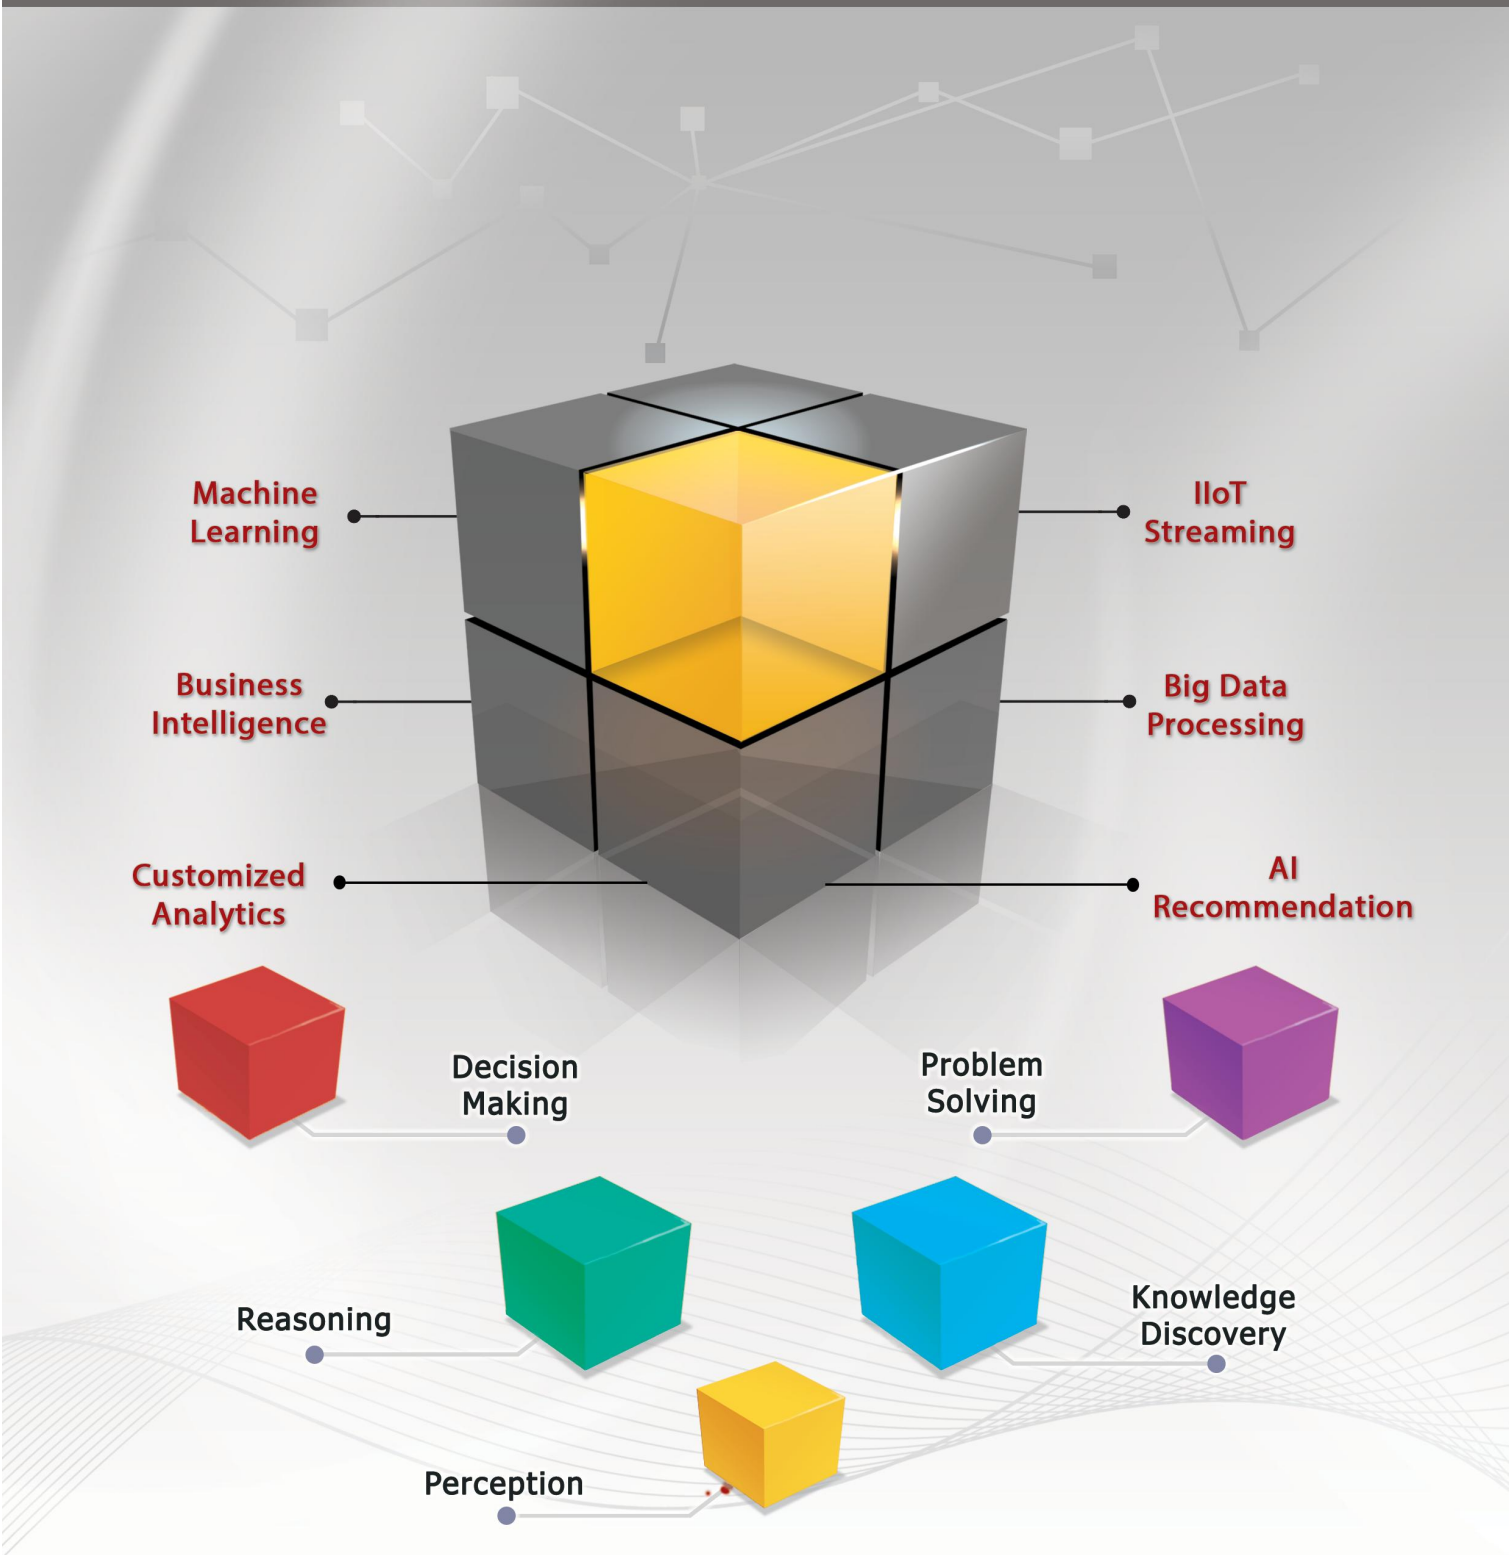 Machine
Learning
IIoT
Streaming
Business
Intelligence
Big Data
Processing
Customized
Analytics
AI
Recommendation
Decision
Making
Problem
Solving
Reasoning
Knowledge
Discovery
Perception